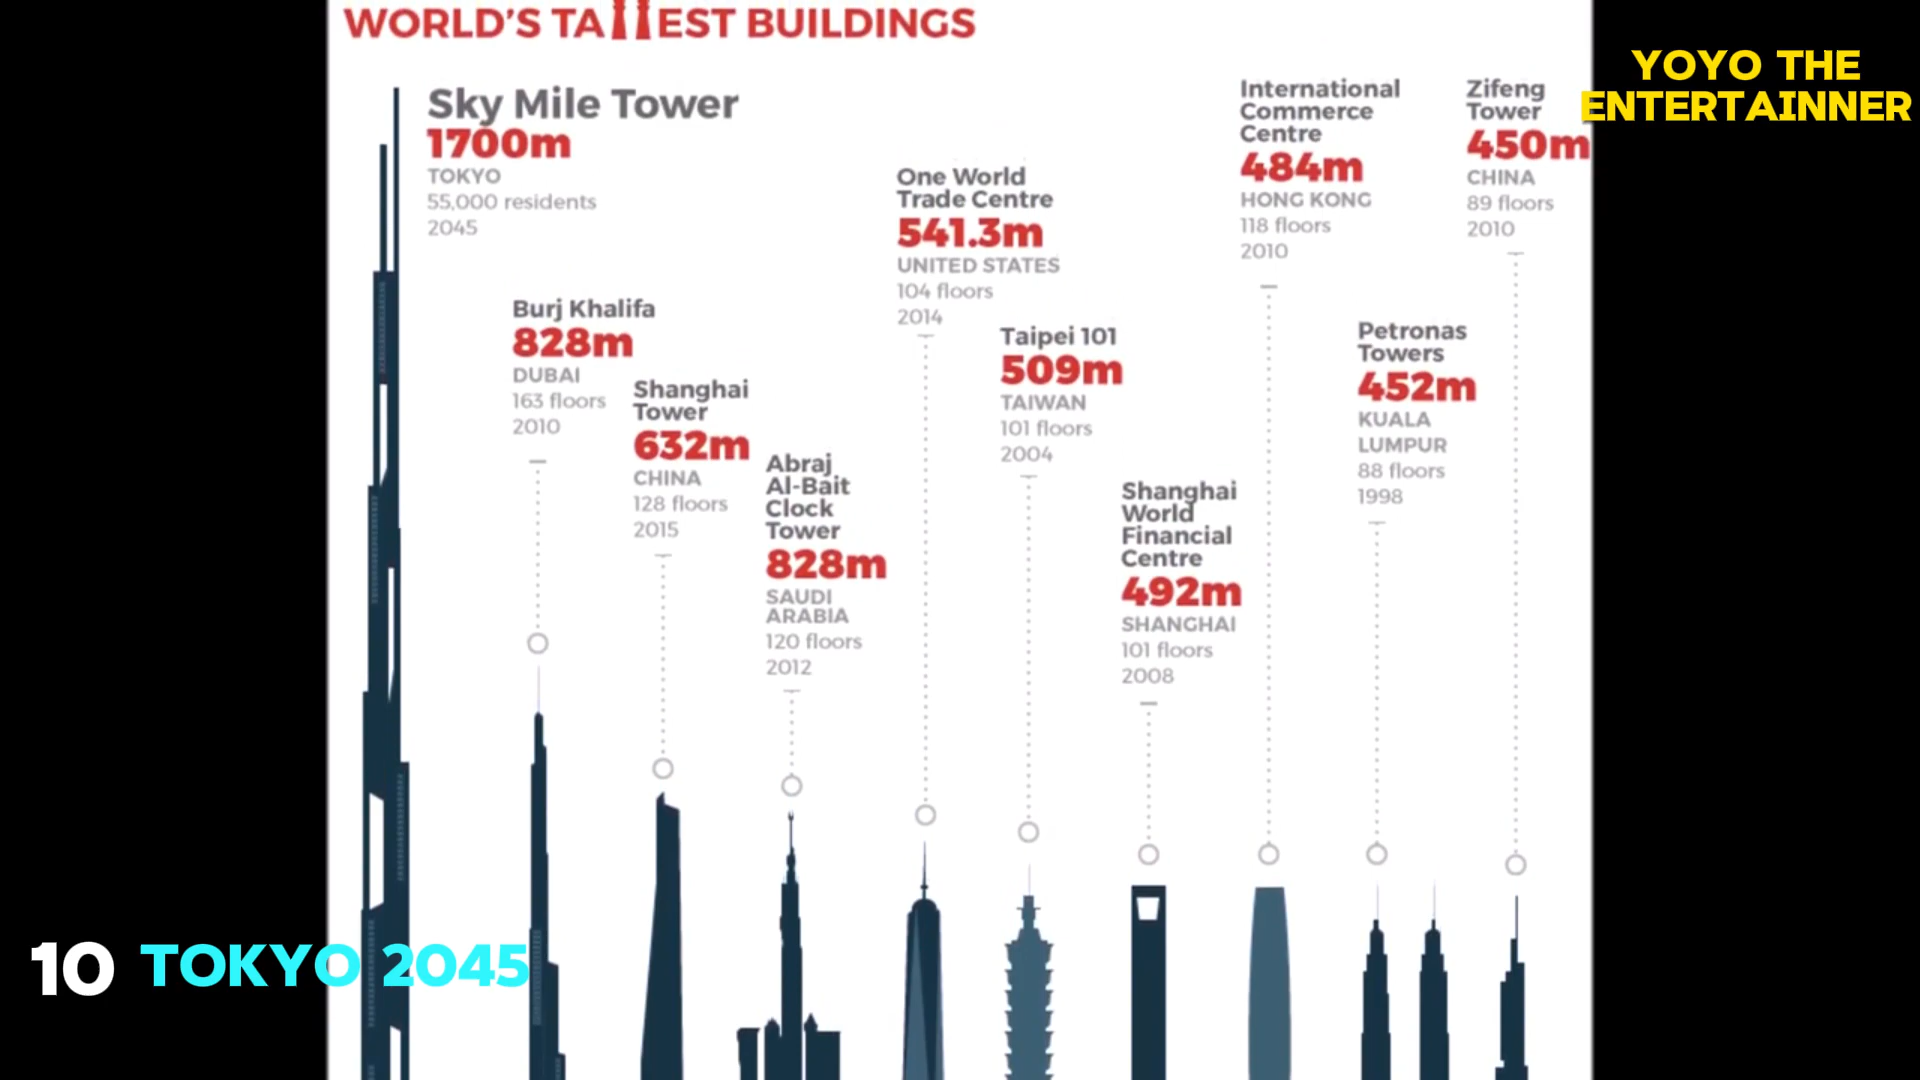 WORLD'S TALLEST BUILDINGS
YOYO THE
ENTERTAINNER
Sky Mile Tower
1700m
TOKYO
55,000 residents
2045
Burj Khalifa
828m
DUBAI
163 floors
2010
Shanghai
Tower
632m
CHINA
128 floors
2015
Abraj
Al-Bait
Clock
Tower
828m
SAUDI
ARABIA
120 floors
2012
One World
Trade Centre
541.3m
UNITED STATES
104 floors
2014
Taipei 101
509m
TAIWAN
101 floors
2004
Shanghai
World
Financial
Centre
492m
SHANGHAI
101 floors
2008
International
Commerce
Centre
484m
HONG KONG
118 floors
2010
Petronas
Towers
452m
KUALA
LUMPUR
88 floors
1998
Zifeng
Tower
450m
CHINA
89 floors
2010
10 TOKYO 2045